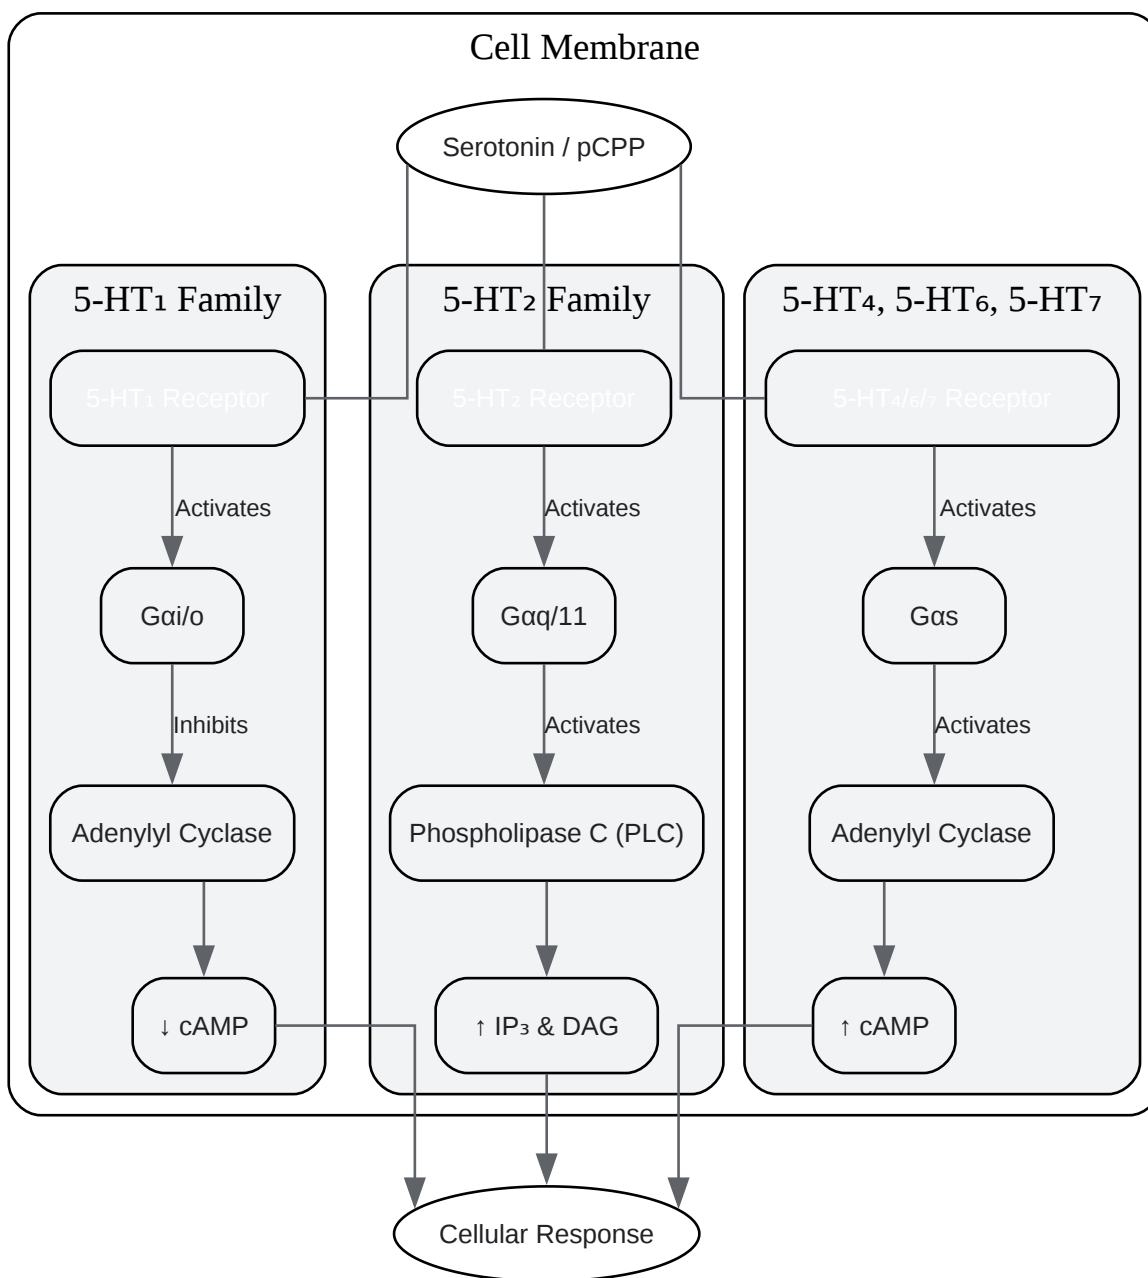 Cell Membrane
Serotonin / pCPP
5-HT₁ Family
5-HT₂ Family
5-HT₄, 5-HT₆, 5-HT₇
5-HT₁ Receptor
5-HT₂ Receptor
5-HT₄/₆/₇ Receptor
Activates
Activates
Activates
Gαi/o
Gαq/11
Gαs
Inhibits
Activates
Activates
Adenylyl Cyclase
Phospholipase C (PLC)
Adenylyl Cyclase
↓ cAMP
↑ IP₃ & DAG
↑ cAMP
Cellular Response